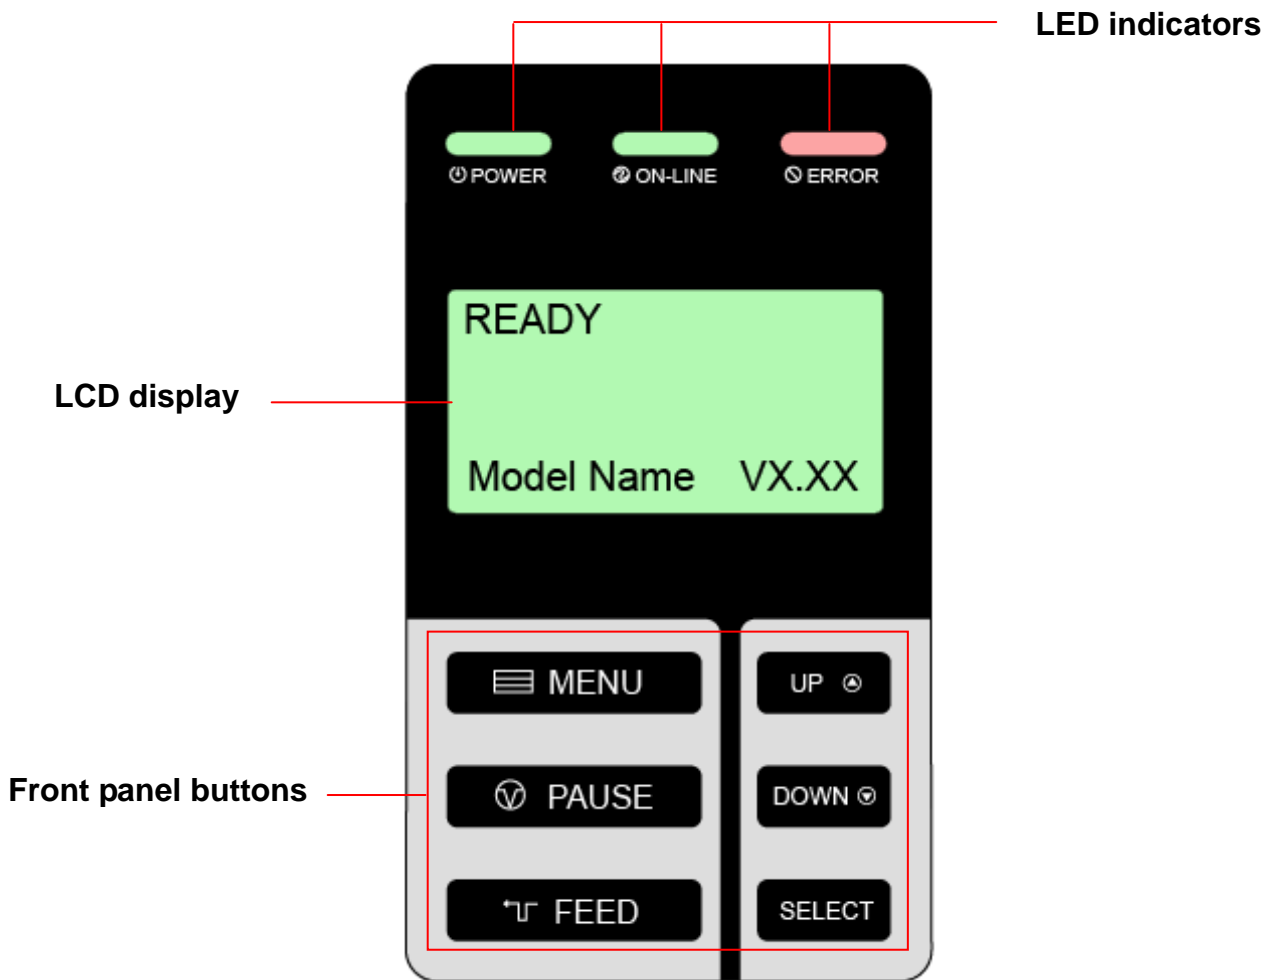 LED indicators
POWER ON-LINE ERROR
READY
LCD display
Model Name VX.XX
MENU UP
Front panel buttons
PAUSE DOWN
FEED SELECT